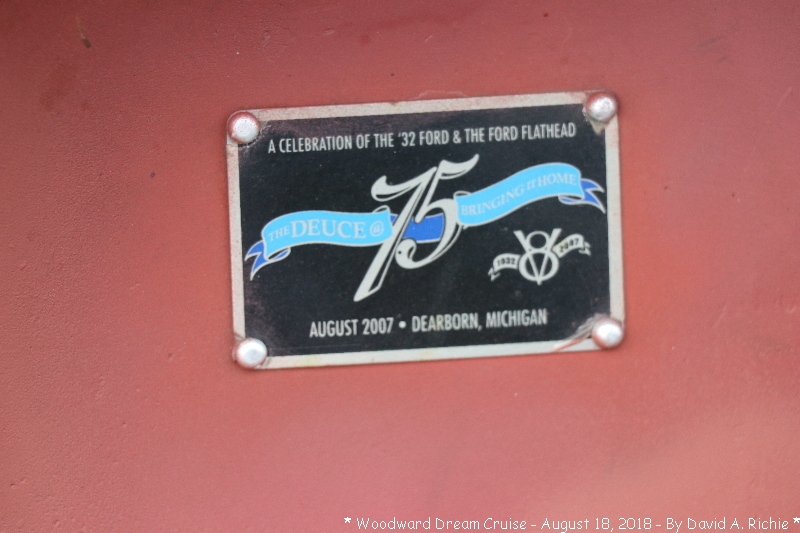 A CELEBRATION OF THE '32 FORD & THE FORD FLATHEAD
THE DEUCE @ 75 BRINGING IT HOME
1932 V8 2007
AUGUST 2007 • DEARBORN, MICHIGAN
* Woodward Dream Cruise - August 18, 2018 - By David A. Richie *